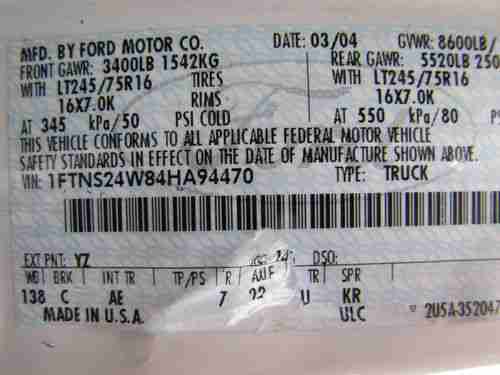 MFD. BY FORD MOTOR CO. DATE: 03/04 GVWR: 8600LB/
FRONT GAWR: 3400LB 1542KG REAR GAWR: 5520LB 250
WITH LT245/75R16 TIRES WITH LT245/75R16
16X7.0K RIMS 16X7.0K
AT 345 kPa/50 PSI COLD AT 550 kPa/80
THIS VEHICLE CONFORMS TO ALL APPLICABLE FEDERAL MOTOR VEHICLE
SAFETY STANDARDS IN EFFECT ON THE DATE OF MANUFACTURE SHOWN ABOVE.
VIN: 1FTNS24W84HA94470 TYPE: TRUCK
EXT PNT: YZ DSO:
WB BRK INT TR TP/PS R AXLE TR SPR
138 C AE 7 22 U KR
MADE IN U.S.A. ULC 2U5A-35204